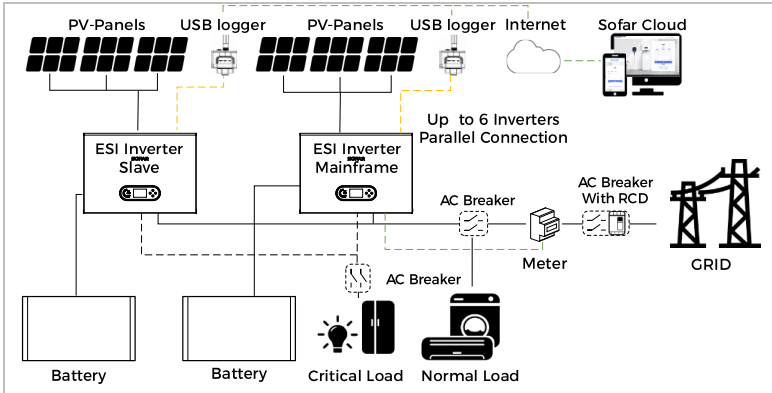 PV-Panels
USB logger
PV-Panels
USB logger
Internet
Sofar Cloud
Up to 6 Inverters
Parallel Connection
ESI Inverter
SOFAR
Slave
ESI Inverter
SOFAR
Mainframe
AC Breaker
AC Breaker
With RCD
Meter
GRID
AC Breaker
Battery
Battery
Critical Load
Normal Load